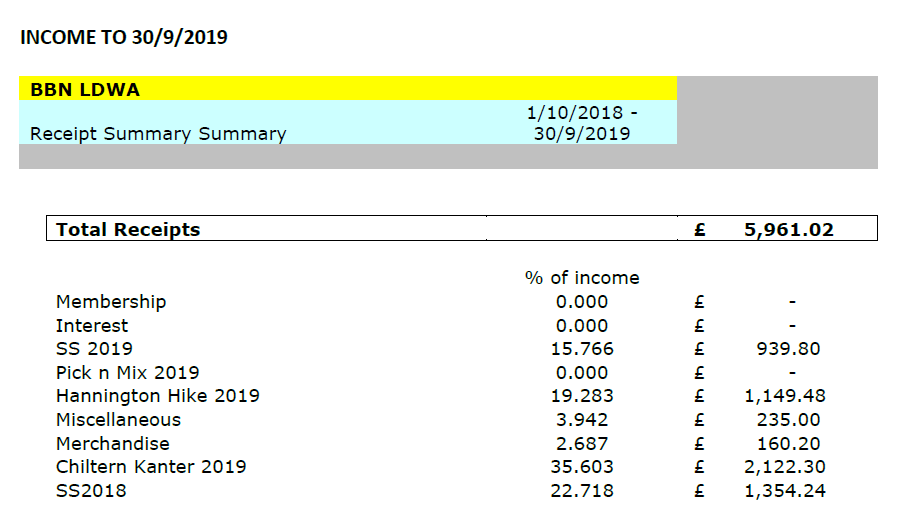 INCOME TO 30/9/2019
BBN LDWA
Receipt Summary Summary 1/10/2018 - 30/9/2019
Total Receipts £ 5,961.02
% of income
Membership 0.000 £ -
Interest 0.000 £ -
SS 2019 15.766 £ 939.80
Pick n Mix 2019 0.000 £ -
Hannington Hike 2019 19.283 £ 1,149.48
Miscellaneous 3.942 £ 235.00
Merchandise 2.687 £ 160.20
Chiltern Kanter 2019 35.603 £ 2,122.30
SS2018 22.718 £ 1,354.24